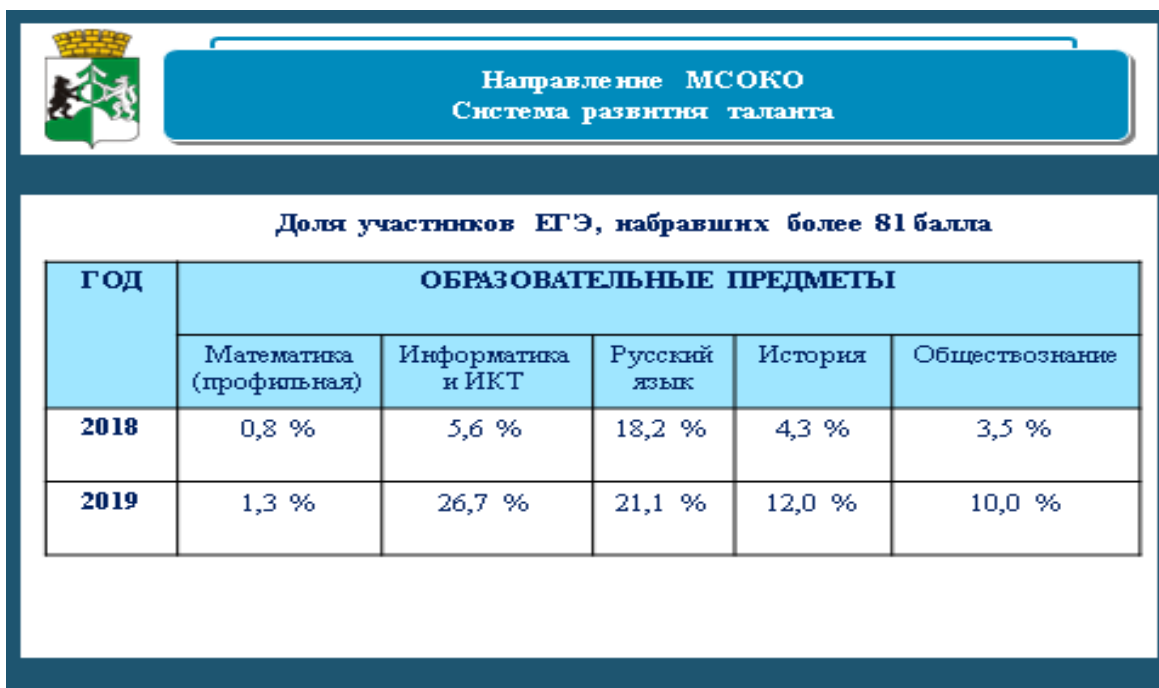 Направление МСОКО
Система развития таланта
Доля участников ЕГЭ, набравших более 81 балла
ГОД ОБРАЗОВАТЕЛЬНЫЕ ПРЕДМЕТЫ
Математика (профильная) Информатика и ИКТ Русский язык История Обществознание
2018 0,8 % 5,6 % 18,2 % 4,3 % 3,5 %
2019 1,3 % 26,7 % 21,1 % 12,0 % 10,0 %